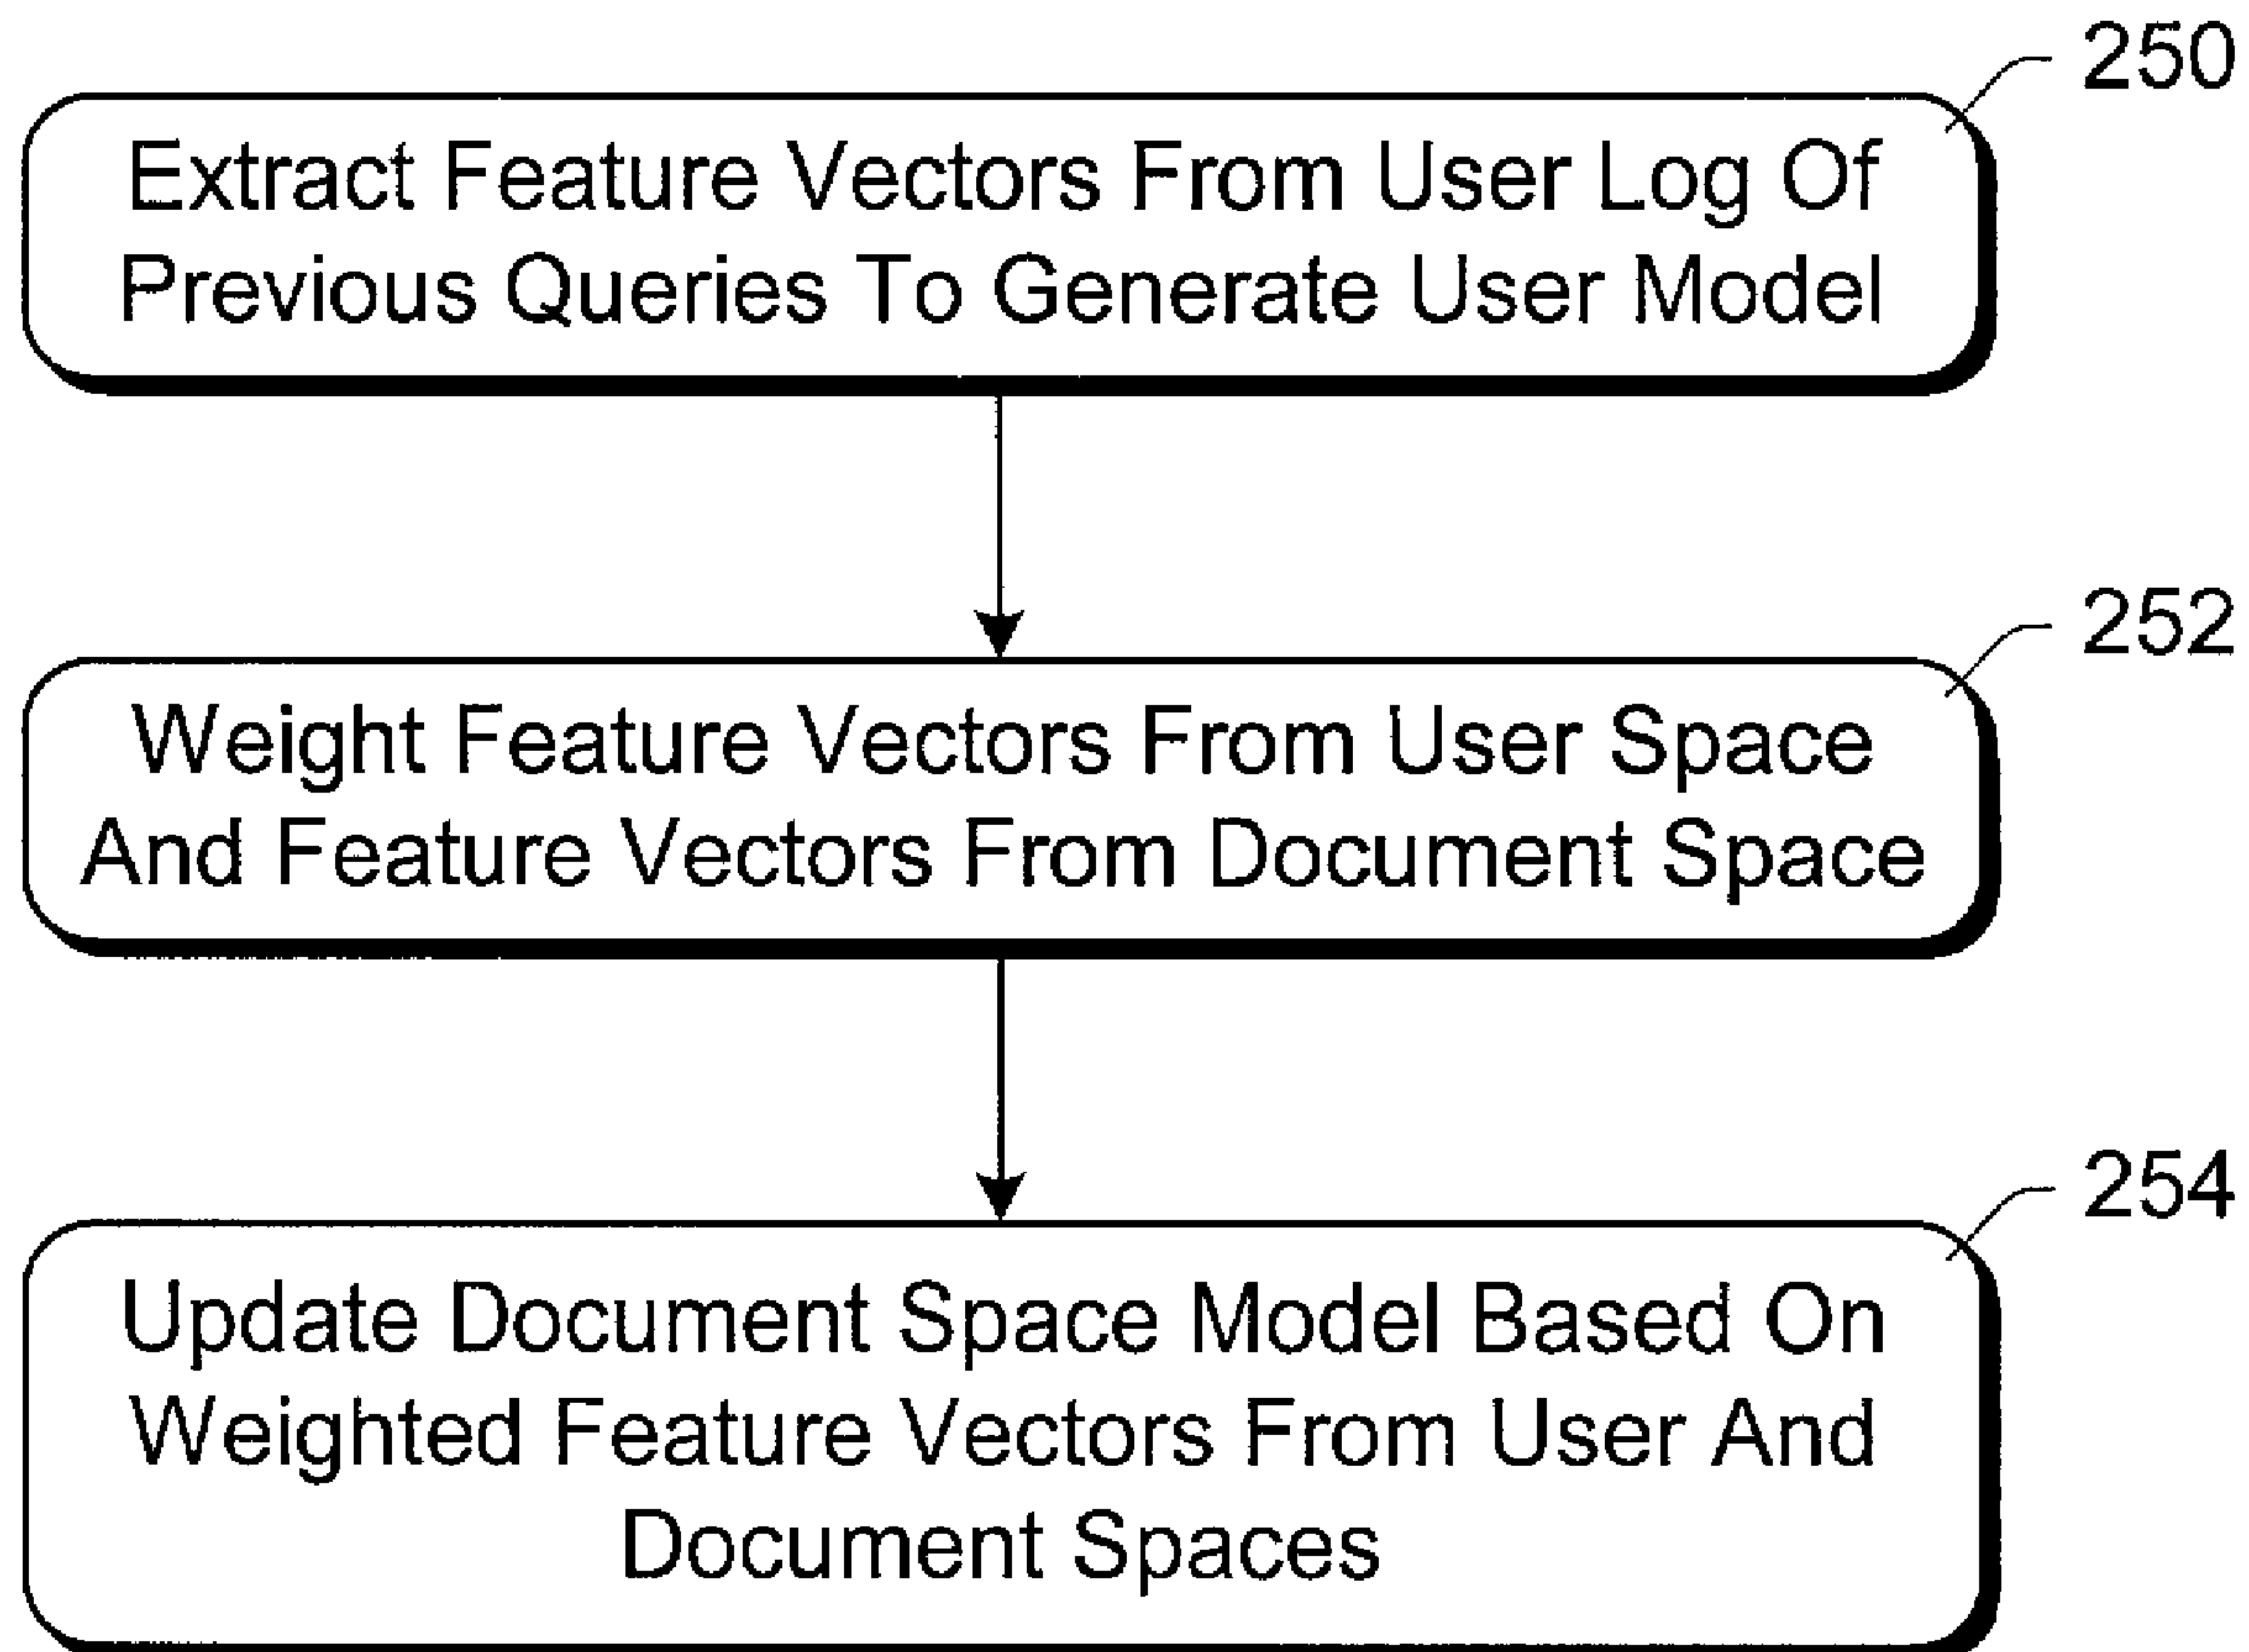 250
Extract Feature Vectors From User Log Of
Previous Queries To Generate User Model
252
Weight Feature Vectors From User Space
And Feature Vectors From Document Space
254
Update Document Space Model Based On
Weighted Feature Vectors From User And
Document Spaces